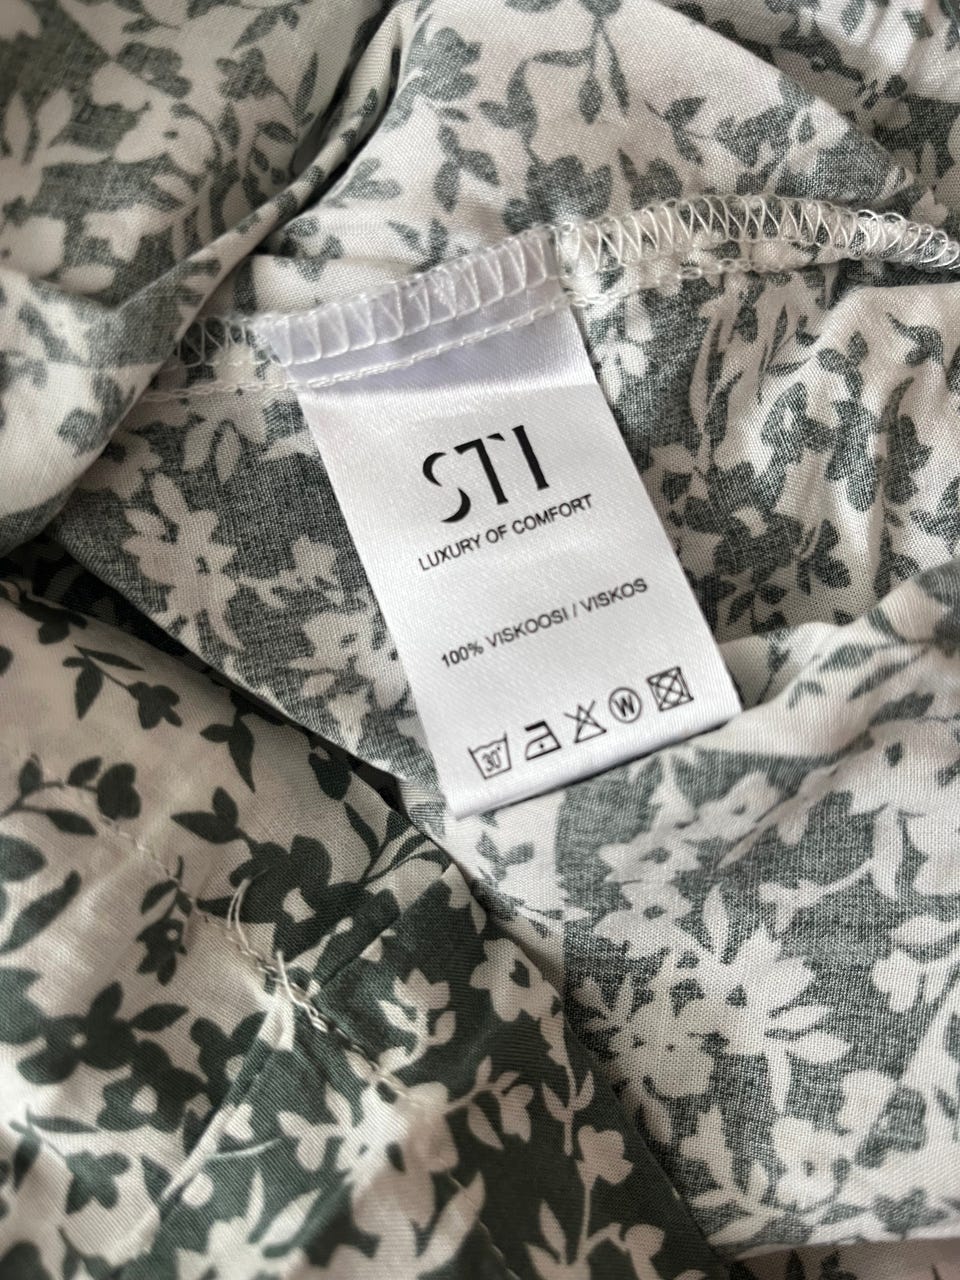 STI
LUXURY OF COMFORT
100% VISKOOSI / VISKOS
30° W